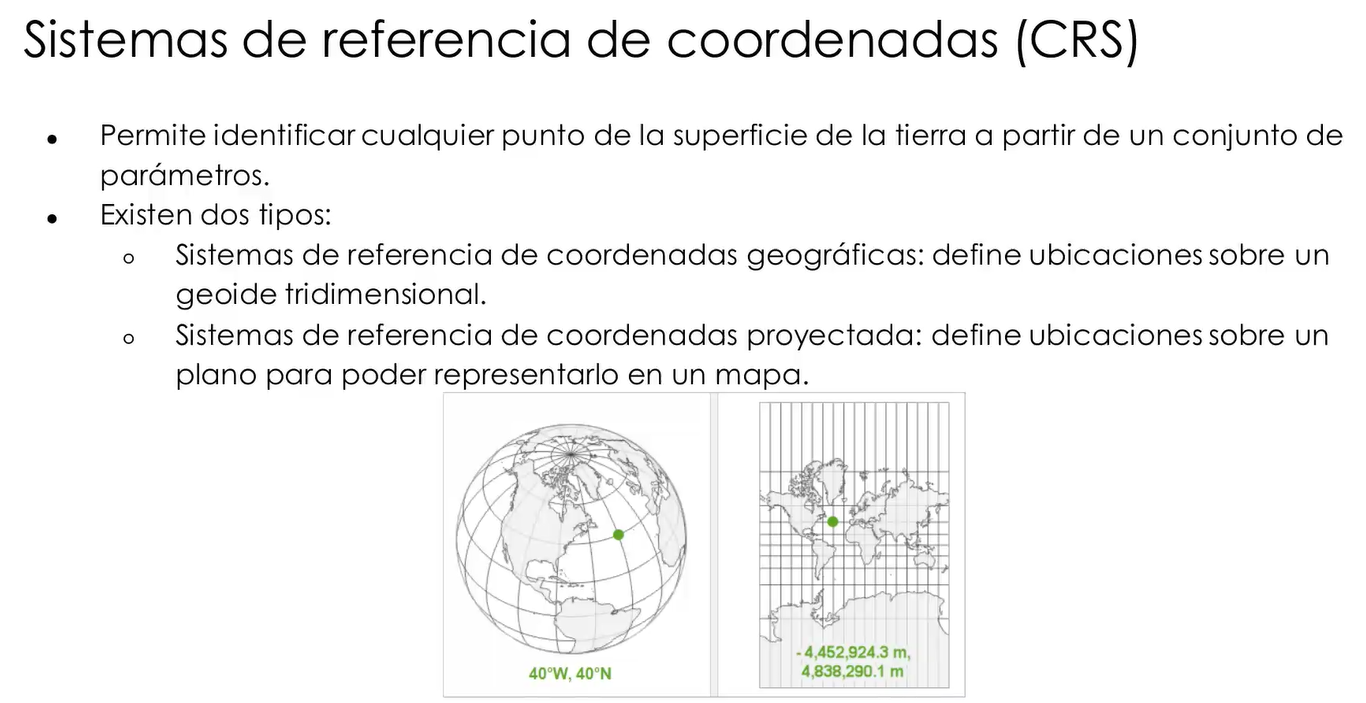 Sistemas de referencia de coordenadas (CRS)
• Permite identificar cualquier punto de la superficie de la tierra a partir de un conjunto de
parámetros.
• Existen dos tipos:
o Sistemas de referencia de coordenadas geográficas: define ubicaciones sobre un
geoide tridimensional.
o Sistemas de referencia de coordenadas proyectada: define ubicaciones sobre un
plano para poder representarlo en un mapa.
40°W, 40°N
- 4,452,924.3 m,
4,838,290.1 m